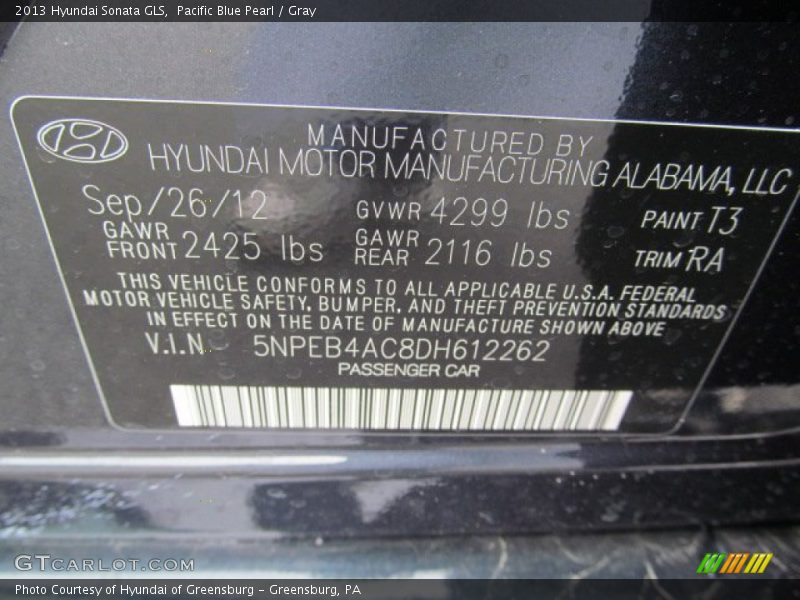 2013 Hyundai Sonata GLS, Pacific Blue Pearl / Gray
MANUFACTURED BY
HYUNDAI MOTOR MANUFACTURING ALABAMA, LLC
Sep/26/12 GVWR 4299 lbs PAINT T3
GAWR FRONT 2425 lbs GAWR REAR 2116 lbs TRIM RA
THIS VEHICLE CONFORMS TO ALL APPLICABLE U.S.A. FEDERAL
MOTOR VEHICLE SAFETY, BUMPER, AND THEFT PREVENTION STANDARDS
IN EFFECT ON THE DATE OF MANUFACTURE SHOWN ABOVE
V.I.N. 5NPEB4AC8DH612262
PASSENGER CAR
GTCARLOT.COM
Photo Courtesy of Hyundai of Greensburg - Greensburg, PA